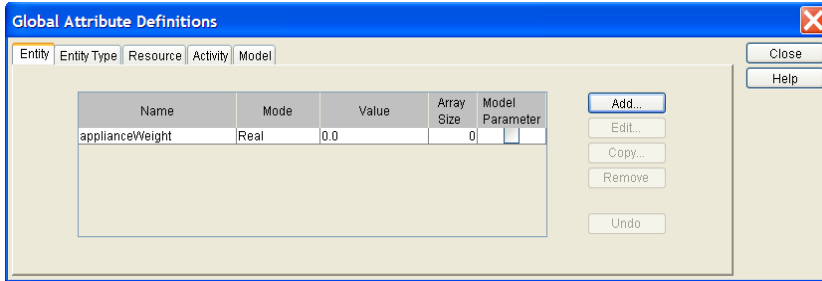 Global Attribute Definitions
Entity Entity Type Resource Activity Model
Close
Help
Name Mode Value Array Size Model Parameter
applianceWeight Real 0.0 0
Add...
Edit...
Copy...
Remove
Undo